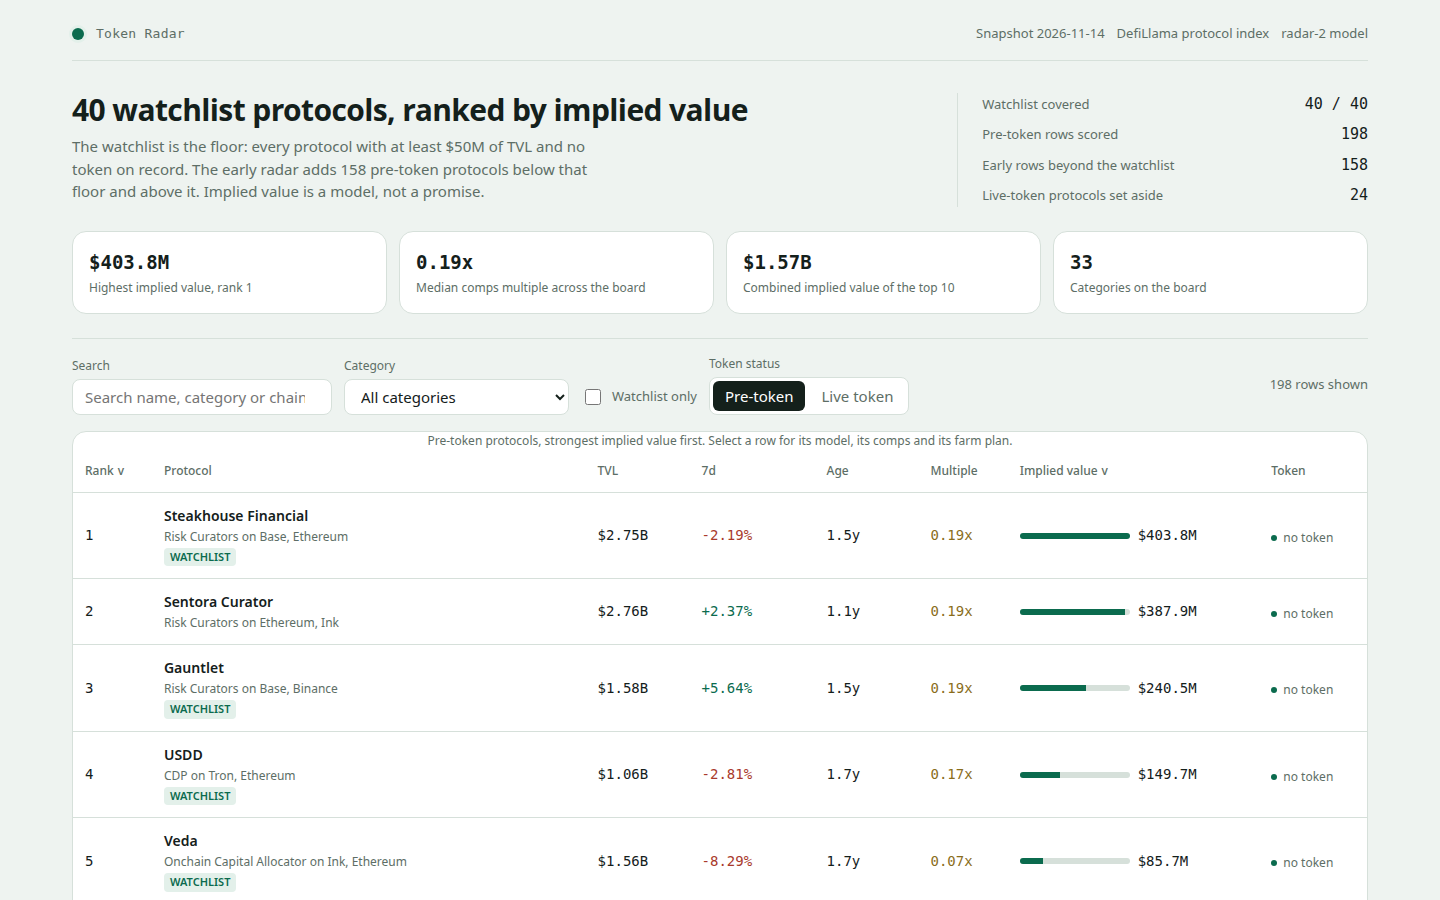 Token Radar
Snapshot 2026-11-14 DefiLlama protocol index radar-2 model
40 watchlist protocols, ranked by implied value
The watchlist is the floor: every protocol with at least $50M of TVL and no
token on record. The early radar adds 158 pre-token protocols below that
floor and above it. Implied value is a model, not a promise.
Watchlist covered 40 / 40
Pre-token rows scored 198
Early rows beyond the watchlist 158
Live-token protocols set aside 24
$403.8M
Highest implied value, rank 1
0.19x
Median comps multiple across the board
$1.57B
Combined implied value of the top 10
33
Categories on the board
Search
Search name, category or chain
Category
All categories
Watchlist only
Token status
Pre-token Live token
198 rows shown
Pre-token protocols, strongest implied value first. Select a row for its model, its comps and its farm plan.
Rank v Protocol TVL 7d Age Multiple Implied value v Token
Steakhouse Financial
1 Risk Curators on Base, Ethereum $2.75B -2.19% 1.5y 0.19x $403.8M no token
WATCHLIST
Sentora Curator
2 Risk Curators on Ethereum, Ink $2.76B +2.37% 1.1y 0.19x $387.9M no token
Gauntlet
3 Risk Curators on Base, Binance $1.58B +5.64% 1.5y 0.19x $240.5M no token
WATCHLIST
USDD
4 CDP on Tron, Ethereum $1.06B -2.81% 1.7y 0.17x $149.7M no token
WATCHLIST
Veda
5 Onchain Capital Allocator on Ink, Ethereum $1.56B -8.29% 1.7y 0.07x $85.7M no token
WATCHLIST